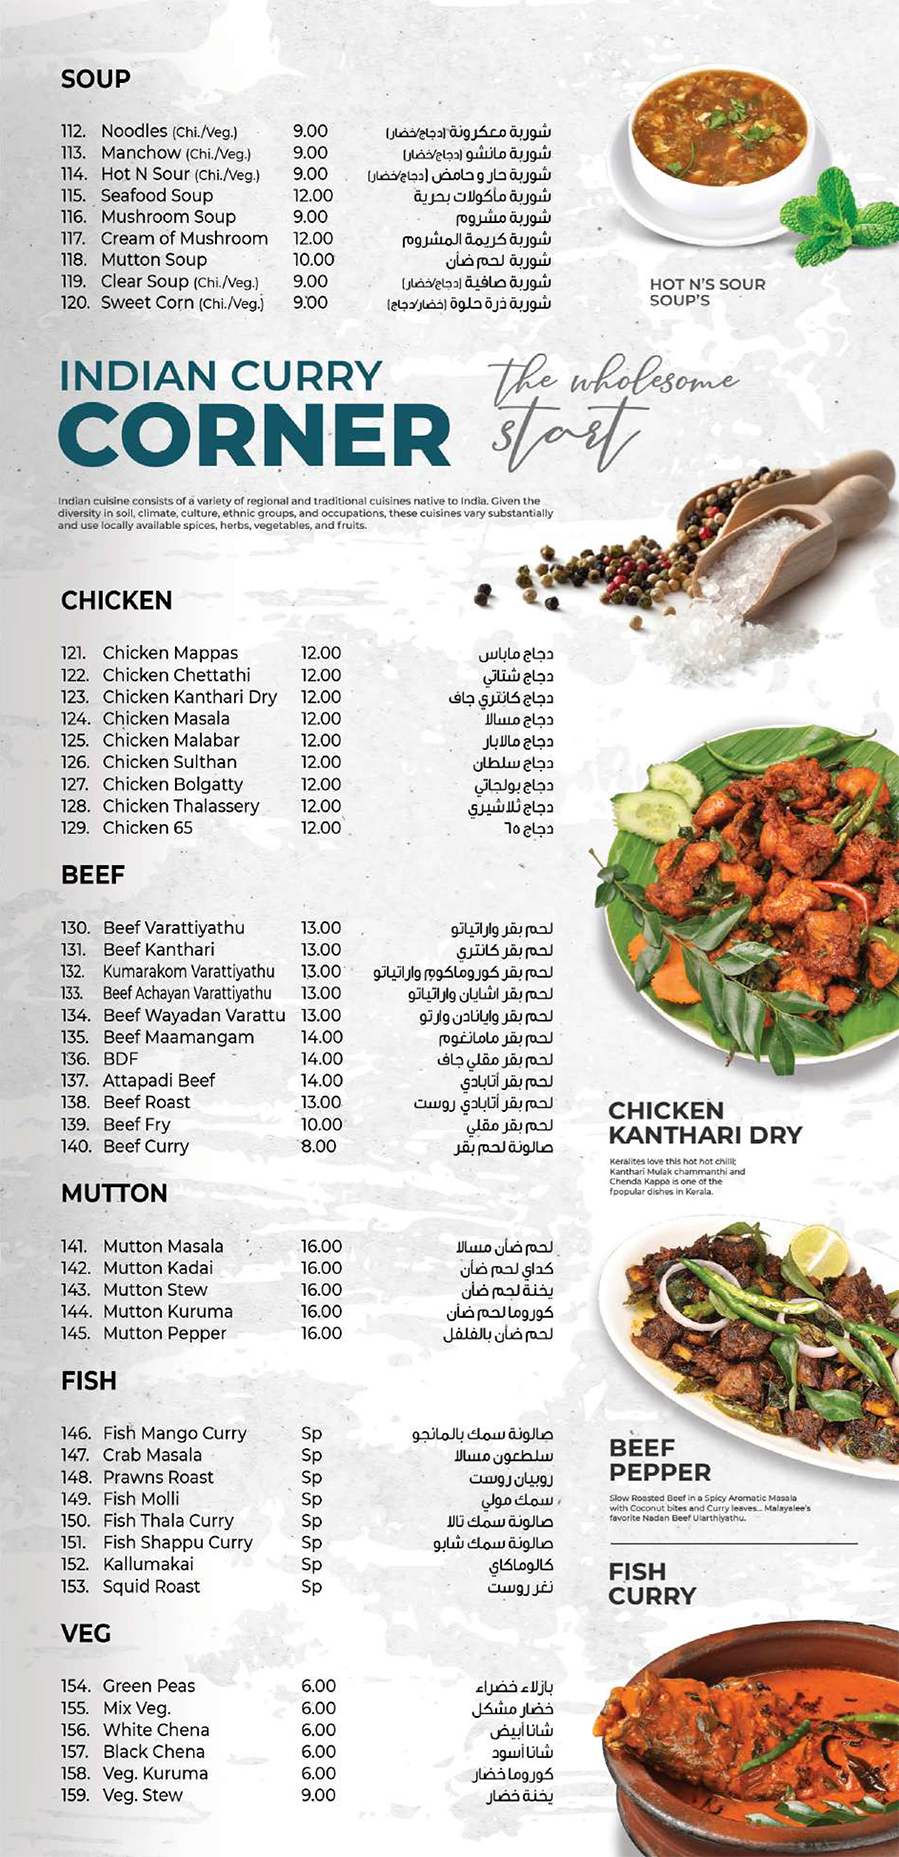 SOUP
112. Noodles (Chi./Veg.) 9.00 شوربة معكرونة (دجاج/خضار)
113. Manchow (Chi./Veg.) 9.00 شوربة مانشو (دجاج/خضار)
114. Hot N Sour (Chi./Veg.) 9.00 شوربة حار و حامض (دجاج/خضار)
115. Seafood Soup 12.00 شوربة مأكولات بحرية
116. Mushroom Soup 9.00 شوربة مشروم
117. Cream of Mushroom 12.00 شوربة كريمة المشروم
118. Mutton Soup 10.00 شوربة لحم ضأن
119. Clear Soup (Chi./Veg.) 9.00 شوربة صافية (دجاج/خضار)
120. Sweet Corn (Chi./Veg.) 9.00 شوربة ذرة حلوة (خضار/دجاج)
HOT N'S SOUR
SOUP'S
INDIAN CURRY
CORNER
the wholesome
start
Indian cuisine consists of a variety of regional and traditional cuisines native to India. Given the
diversity in soil, climate, culture, ethnic groups, and occupations, these cuisines vary substantially
and use locally available spices, herbs, vegetables, and fruits.
CHICKEN
121. Chicken Mappas 12.00 دجاج ماباس
122. Chicken Chettathi 12.00 دجاج شتاتي
123. Chicken Kanthari Dry 12.00 دجاج كانتري جاف
124. Chicken Masala 12.00 دجاج مسالا
125. Chicken Malabar 12.00 دجاج مالابار
126. Chicken Sulthan 12.00 دجاج سلطان
127. Chicken Bolgatty 12.00 دجاج بولجاتي
128. Chicken Thalassery 12.00 دجاج ثلاشيري
129. Chicken 65 12.00 دجاج ٦٥
BEEF
130. Beef Varattiyathu 13.00 لحم بقر واراتياتو
131. Beef Kanthari 13.00 لحم بقر كانتري
132. Kumarakom Varattiyathu 13.00 لحم بقر كوروماكوم واراتياتو
133. Beef Achayan Varattiyathu 13.00 لحم بقر اشايان واراتياتو
134. Beef Wayadan Varattu 13.00 لحم بقر وايانادن وارتو
135. Beef Maamangam 14.00 لحم بقر مامانغوم
136. BDF 14.00 لحم بقر مقلي جاف
137. Attapadi Beef 14.00 لحم بقر أتابادي
138. Beef Roast 13.00 لحم بقر أتابادي روست
139. Beef Fry 10.00 لحم بقر مقلي
140. Beef Curry 8.00 صالونة لحم بقر
CHICKEN
KANTHARI DRY
Keralites love this hot hot chilli;
Kanthari Mulak chammanthi and
Chenda Kappa is one of the
fpopular dishes in Kerala.
MUTTON
141. Mutton Masala 16.00 لحم ضأن مسالا
142. Mutton Kadai 16.00 كداي لحم ضأن
143. Mutton Stew 16.00 يخنة لحم ضأن
144. Mutton Kuruma 16.00 كوروما لحم ضأن
145. Mutton Pepper 16.00 لحم ضأن بالفلفل
FISH
146. Fish Mango Curry Sp صالونة سمك بالمانجو
147. Crab Masala Sp سلطعون مسالا
148. Prawns Roast Sp روبيان روست
149. Fish Molli Sp سمك مولي
150. Fish Thala Curry Sp صالونة سمك تالا
151. Fish Shappu Curry Sp صالونة سمك شابو
152. Kallumakai Sp كالوماكاي
153. Squid Roast Sp نغر روست
BEEF
PEPPER
Slow Roasted Beef in a Spicy Aromatic Masala
with Coconut bites and Curry leaves... Malayalee's
favorite Nadan Beef Ularthiyathu.
FISH
CURRY
VEG
154. Green Peas 6.00 بازلاء خضراء
155. Mix Veg. 6.00 خضار مشكل
156. White Chena 6.00 شانا أبيض
157. Black Chena 6.00 شانا أسود
158. Veg. Kuruma 6.00 كوروما خضار
159. Veg. Stew 9.00 يخنة خضار